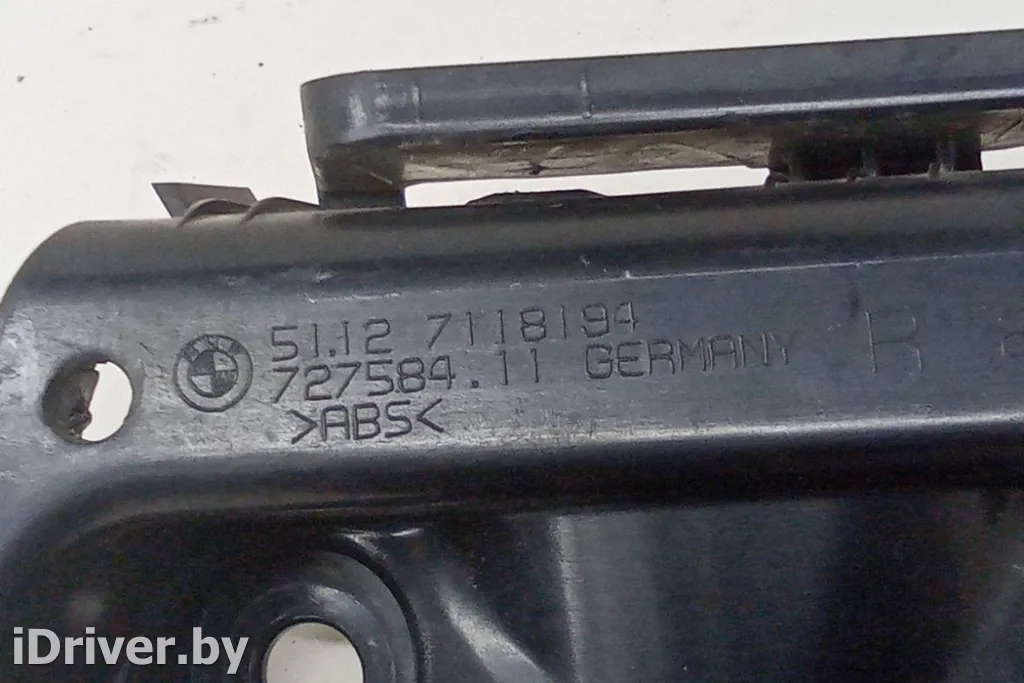 51.12 7118194
727584.11 GERMANY R
>ABS<
iDriver.by